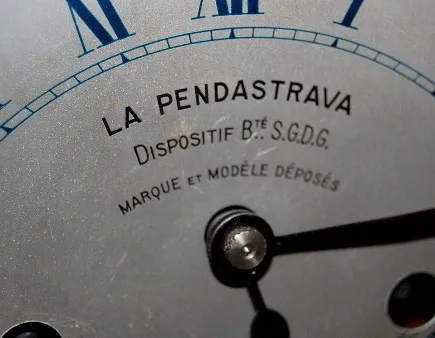 XI XII I
LA PENDASTRAVA
DISPOSITIF BTÉ S.G.D.G.
MARQUE ET MODÈLE DÉPOSÉS